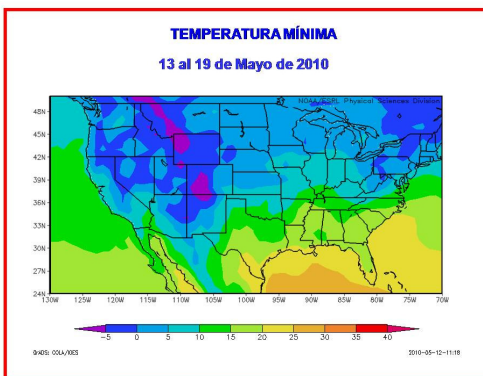 TEMPERATURA MÍNIMA
13 al 19 de Mayo de 2010
NOAA/ESRL Physical Sciences Division
48N
45N
42N
39N
36N
33N
30N
27N
24N
130W 125W 120W 115W 110W 105W 100W 95W 90W 85W 80W 75W 70W
-5 0 5 10 15 20 25 30 35 40
GrADS: COLA/IGES 2010-05-12-11:18